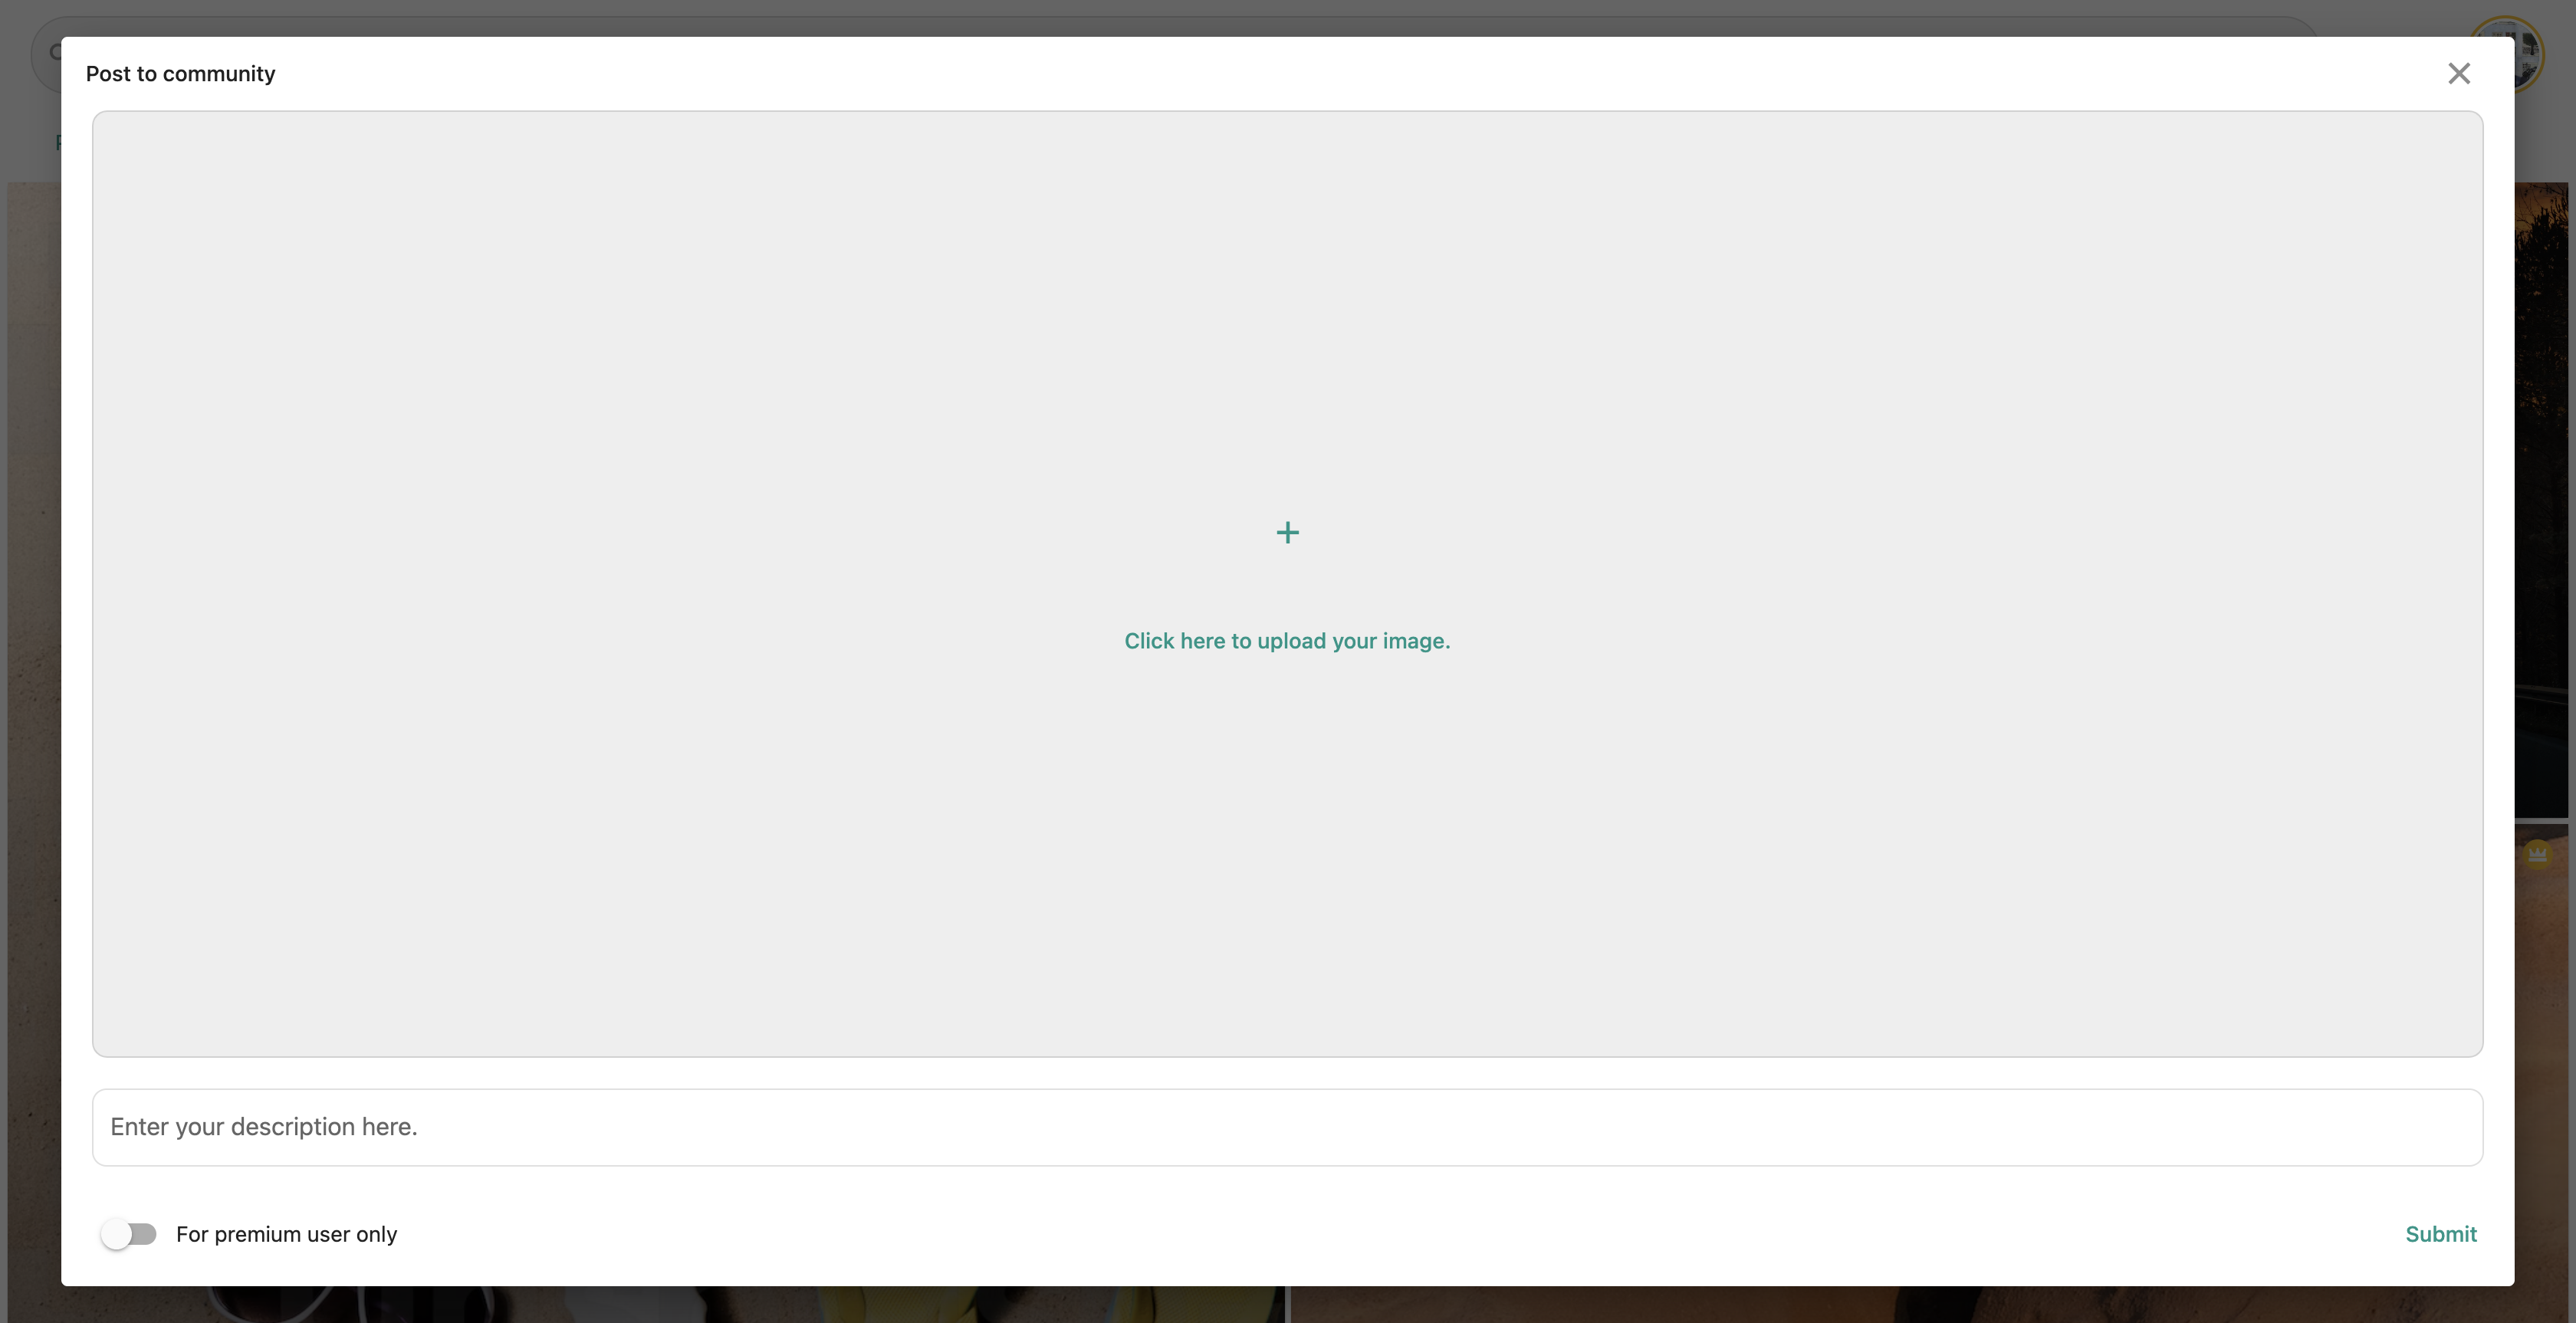 Post to community
Click here to upload your image.
Enter your description here.
For premium user only
Submit